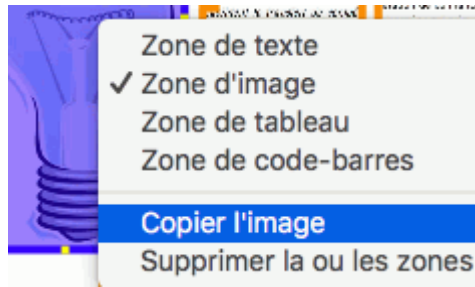 Zone de texte
✓ Zone d'image
Zone de tableau
Zone de code-barres
Copier l'image
Supprimer la ou les zones